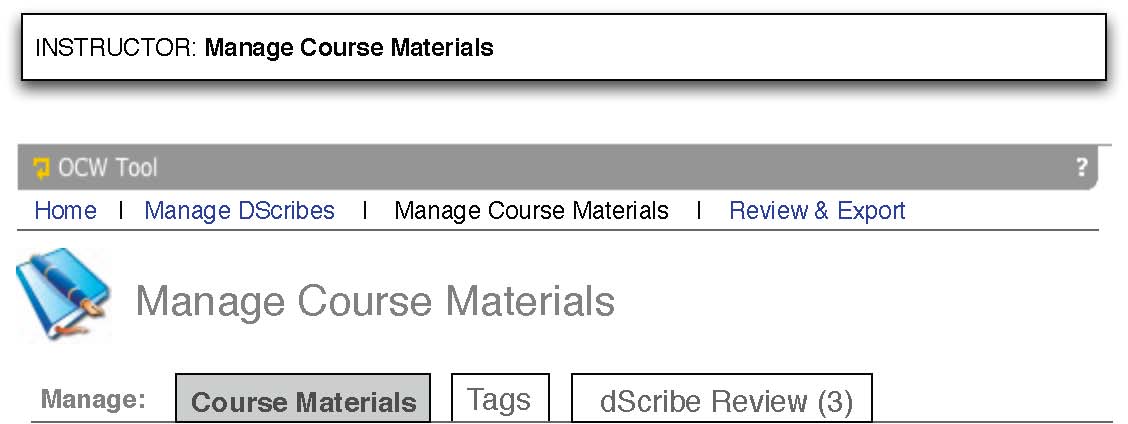 INSTRUCTOR: Manage Course Materials
OCW Tool ?
Home | Manage DScribes | Manage Course Materials | Review & Export
Manage Course Materials
Manage: Course Materials Tags dScribe Review (3)